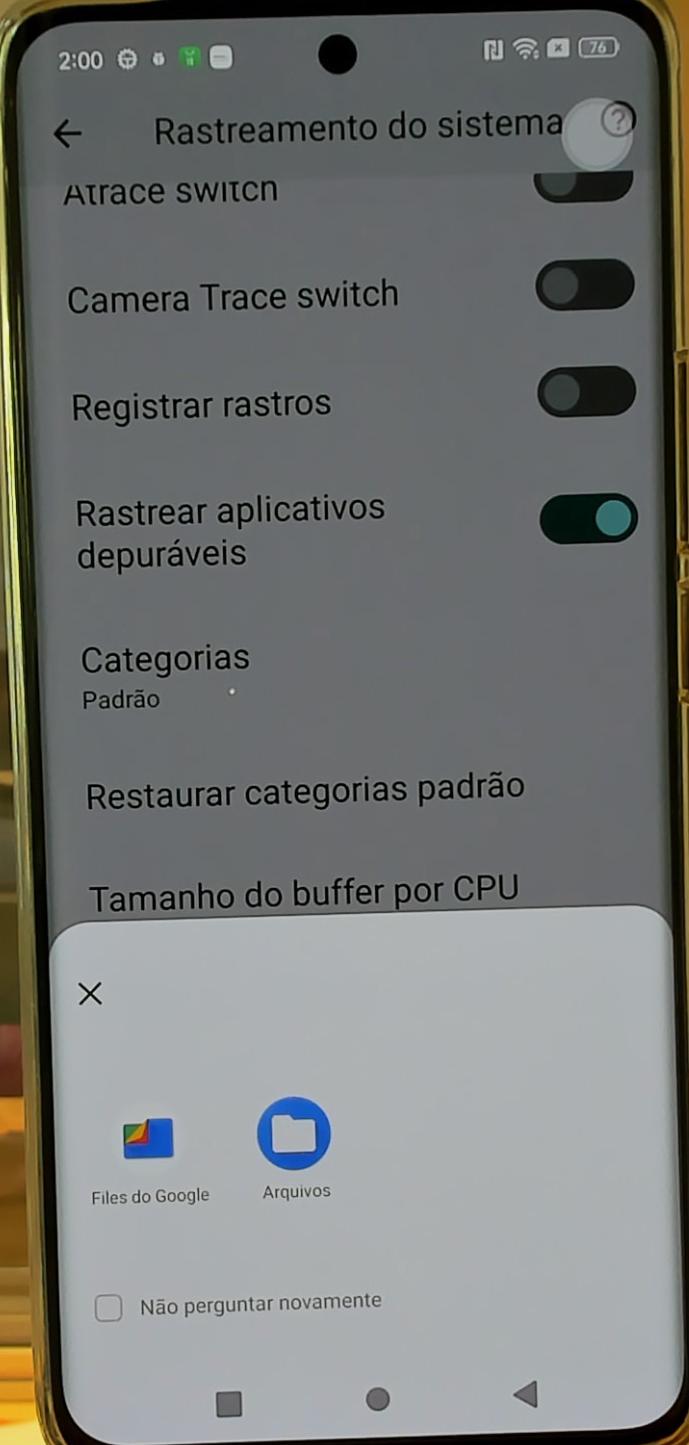 2:00
76
Rastreamento do sistema
?
Atrace switch
Camera Trace switch
Registrar rastros
Rastrear aplicativos
depuráveis
Categorias
Padrão
Restaurar categorias padrão
Tamanho do buffer por CPU
Files do Google
Arquivos
Não perguntar novamente